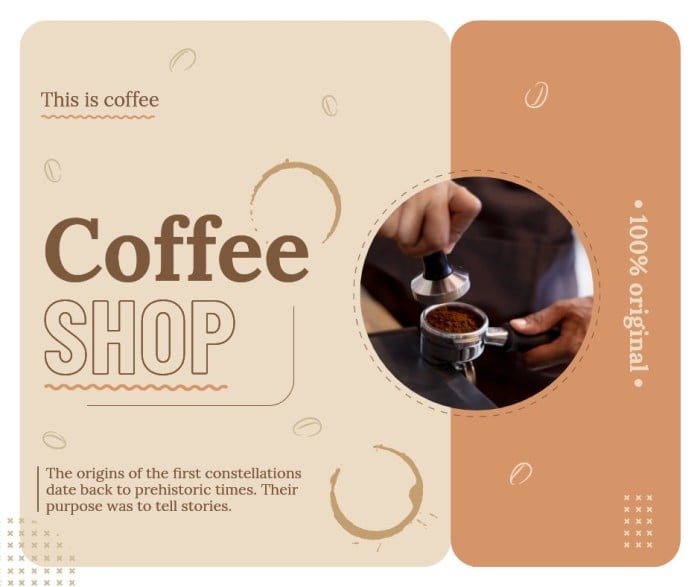 This is coffee
Coffee
SHOP
The origins of the first constellations
date back to prehistoric times. Their
purpose was to tell stories.
• 100% original •